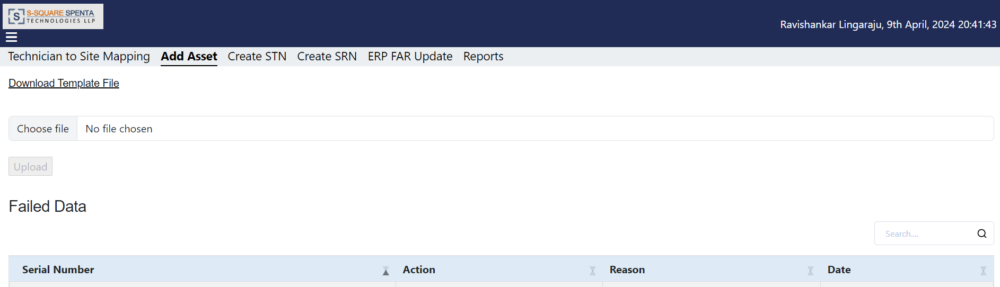 S S-SQUARE SPENTA
TECHNOLOGIES LLP
Ravishankar Lingaraju, 9th April, 2024 20:41:43
Technician to Site Mapping Add Asset Create STN Create SRN ERP FAR Update Reports
Download Template File
Choose file No file chosen
Upload
Failed Data
Search....
Serial Number Action Reason Date